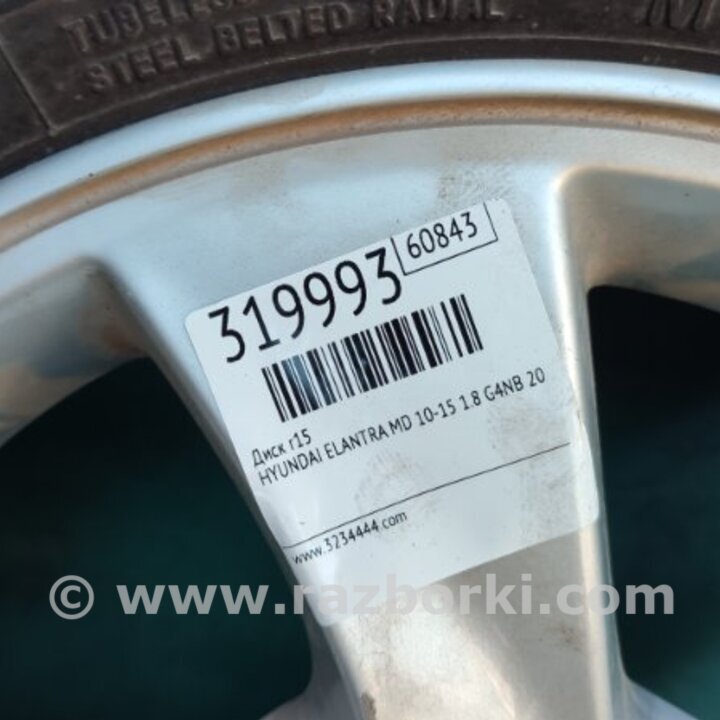 TUBELESS
STEEL BELTED RADIAL
M
60843
319993
Диск r15
HYUNDAI ELANTRA MD 10-15 1.8 G4NB 20
www.3234444.com
© www.razborki.com